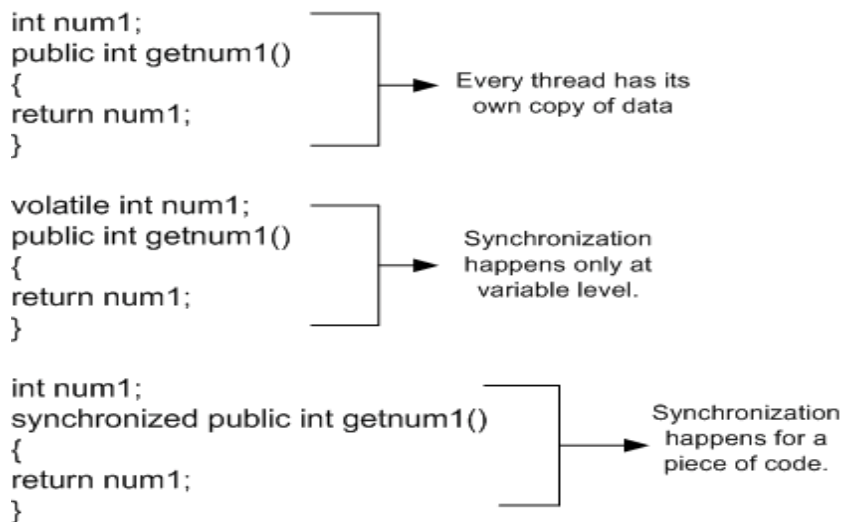 int num1;
public int getnum1()
{
return num1;
}
Every thread has its
own copy of data
volatile int num1;
public int getnum1()
{
return num1;
}
Synchronization
happens only at
variable level.
int num1;
synchronized public int getnum1()
{
return num1;
}
Synchronization
happens for a
piece of code.